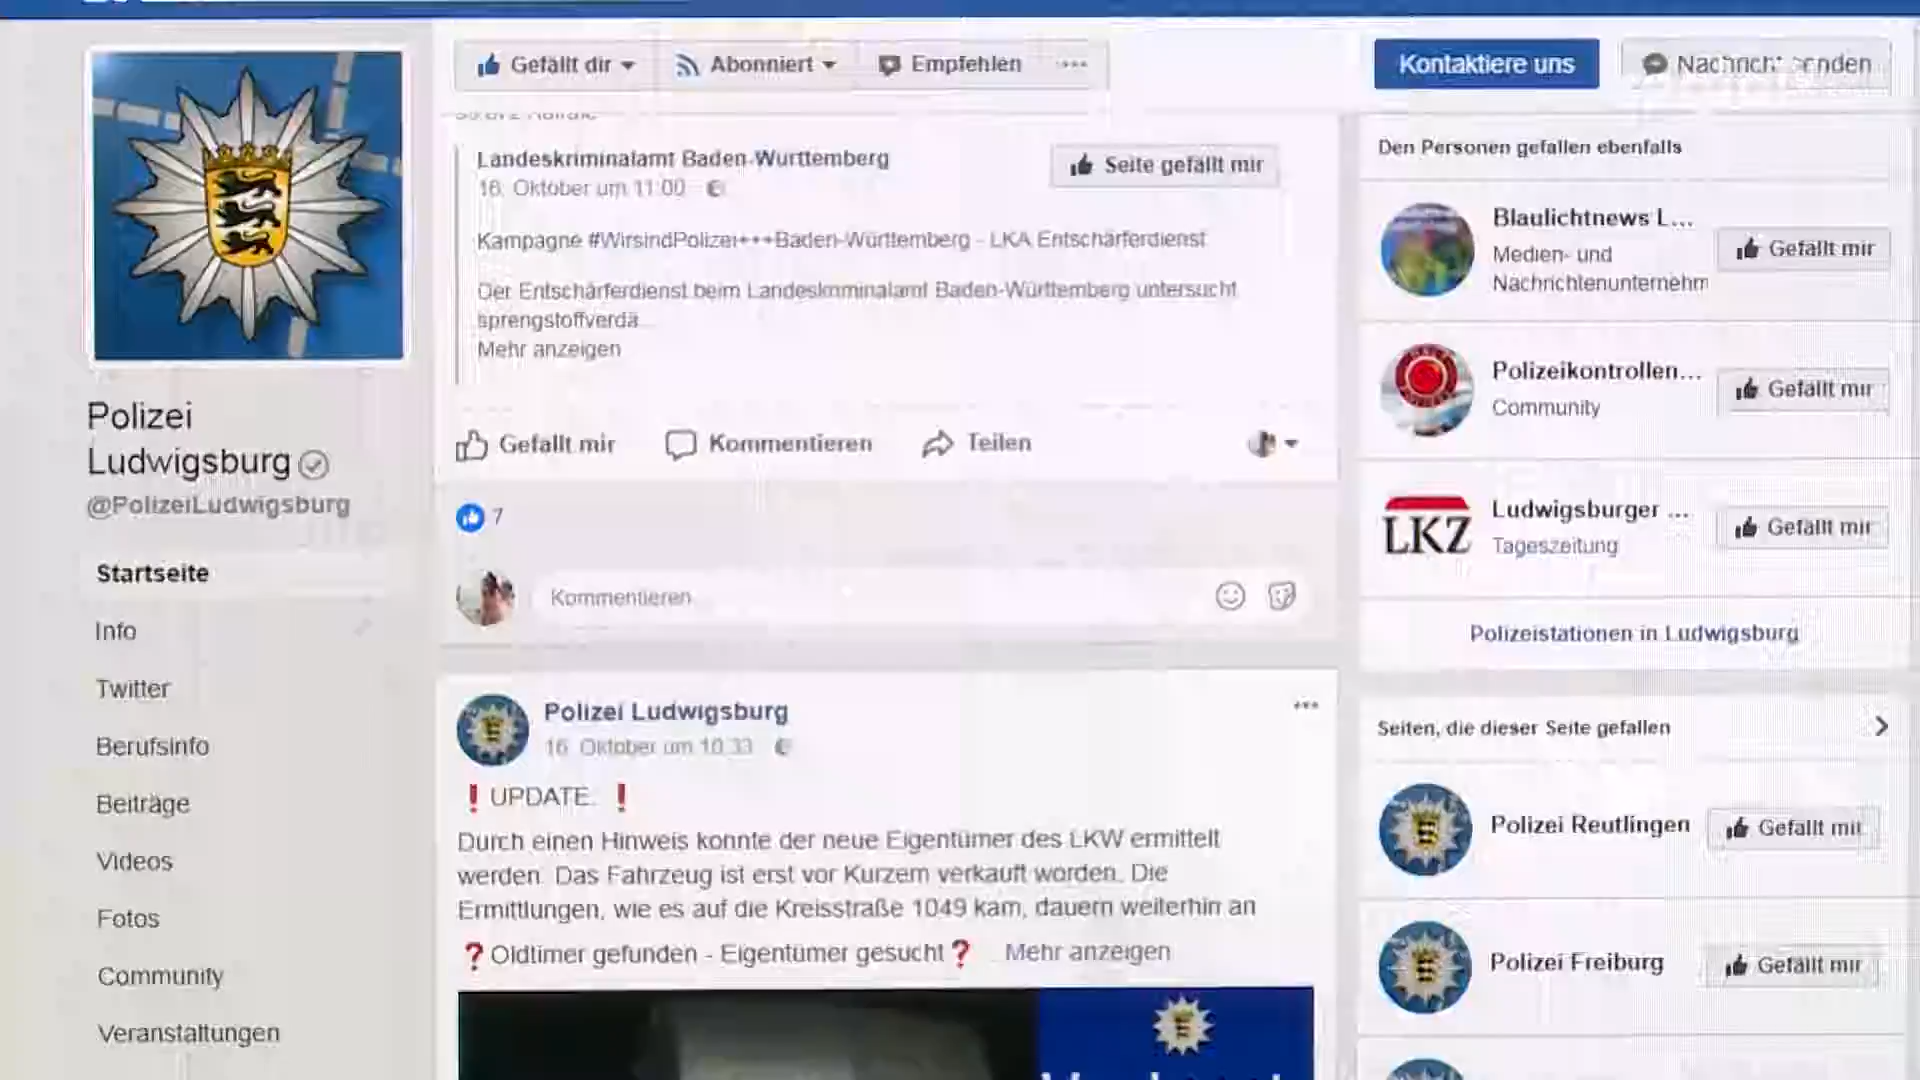 Gefällt dir
Abonniert
Empfehlen
Kontaktiere uns
Polizei
Ludwigsburg
@PolizeiLudwigsburg
Startseite
Info
Twitter
Berufsinfo
Beiträge
Videos
Fotos
Community
Veranstaltungen
Landeskriminalamt Baden-Württemberg
16. Oktober um 11:00
Seite gefällt mir
Kampagne #WirsindPolizei+++Baden-Württemberg - LKA Entschärferdienst
Der Entschärferdienst beim Landeskriminalamt Baden-Württemberg untersucht
sprengstoffverdä...
Mehr anzeigen
Gefällt mir
Kommentieren
Teilen
7
Kommentieren
Polizei Ludwigsburg
16. Oktober um 10:33
❗UPDATE: ❗
Durch einen Hinweis konnte der neue Eigentümer des LKW ermittelt
werden. Das Fahrzeug ist erst vor Kurzem verkauft worden. Die
Ermittlungen, wie es auf die Kreisstraße 1049 kam, dauern weiterhin an
❓Oldtimer gefunden - Eigentümer gesucht❓ Mehr anzeigen
Den Personen gefallen ebenfalls
Blaulichtnews L...
Medien- und
Nachrichtenunternehm
Gefällt mir
Polizeikontrollen...
Community
Gefällt mir
LKZ
Ludwigsburger ...
Tageszeitung
Gefällt mir
Polizeistationen in Ludwigsburg
Seiten, die dieser Seite gefallen
Polizei Reutlingen
Gefällt mir
Polizei Freiburg
Gefällt mir